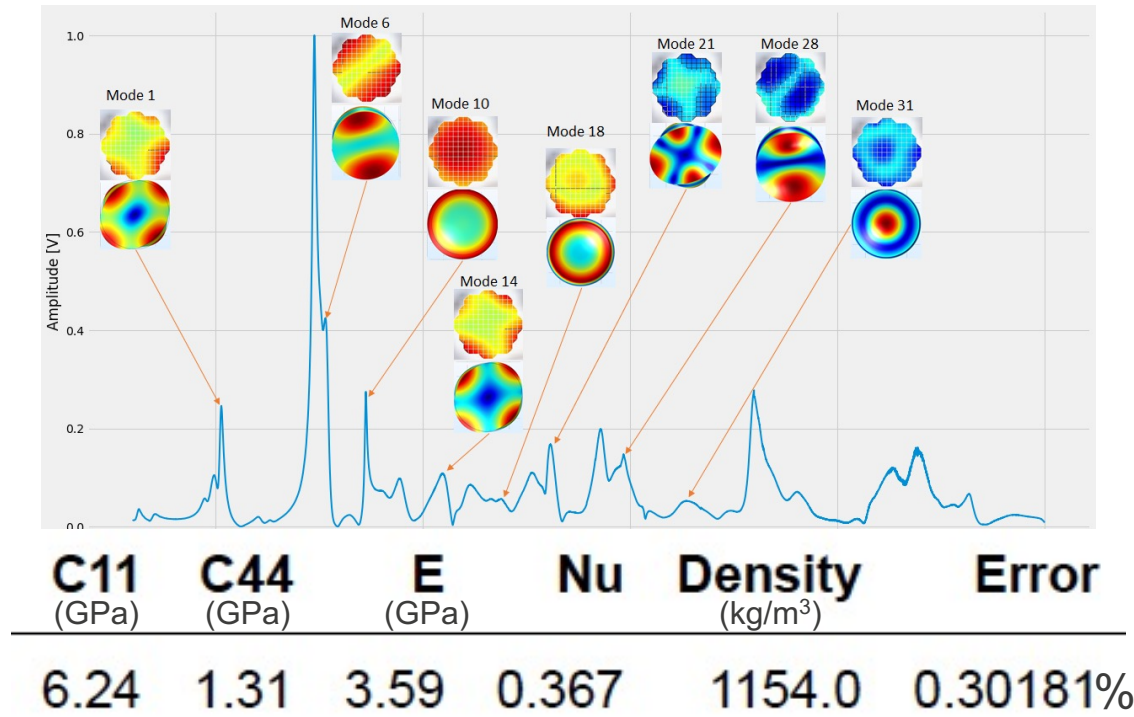 1.0
Mode 6
Mode 21
Mode 28
Mode 1
Mode 10
Mode 31
Mode 18
0.8
0.6
Amplitude [V]
Mode 14
0.4
0.2
0.0
C11 C44 E Nu Density Error
(GPa) (GPa) (GPa) (kg/m³)
6.24 1.31 3.59 0.367 1154.0 0.30181%